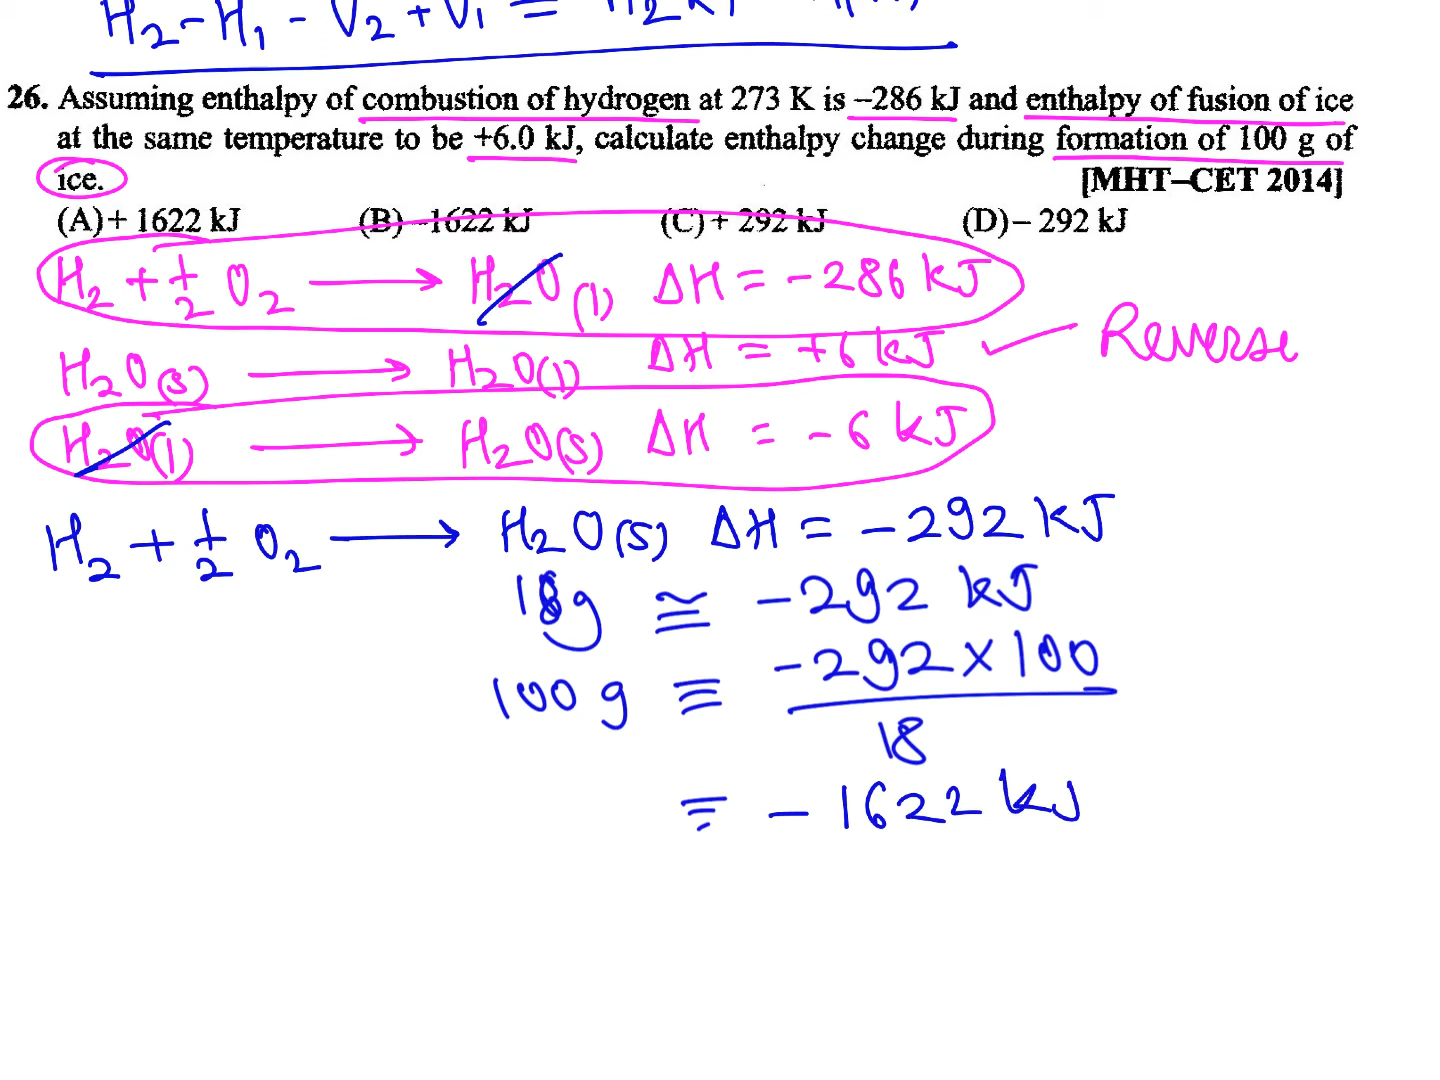 H₂ - H₁ - V₂ + V₁ =
26. Assuming enthalpy of combustion of hydrogen at 273 K is –286 kJ and enthalpy of fusion of ice
at the same temperature to be +6.0 kJ, calculate enthalpy change during formation of 100 g of
ice. [MHT–CET 2014]
(A)+ 1622 kJ (B) –1622 kJ (C)+ 292 kJ (D)– 292 kJ
H₂ + ½ O₂ ⟶ H₂O(l) ΔH = -286 kJ
H₂O(s) ⟶ H₂O(l) ΔH = +6 kJ ✓ Reverse
H₂O(l) ⟶ H₂O(s) ΔH = -6 kJ
H₂ + ½ O₂ ⟶ H₂O(s) ΔH = -292 kJ
18g ≅ -292 kJ
100 g ≡ -292 × 100
18
≡ -1622 kJ